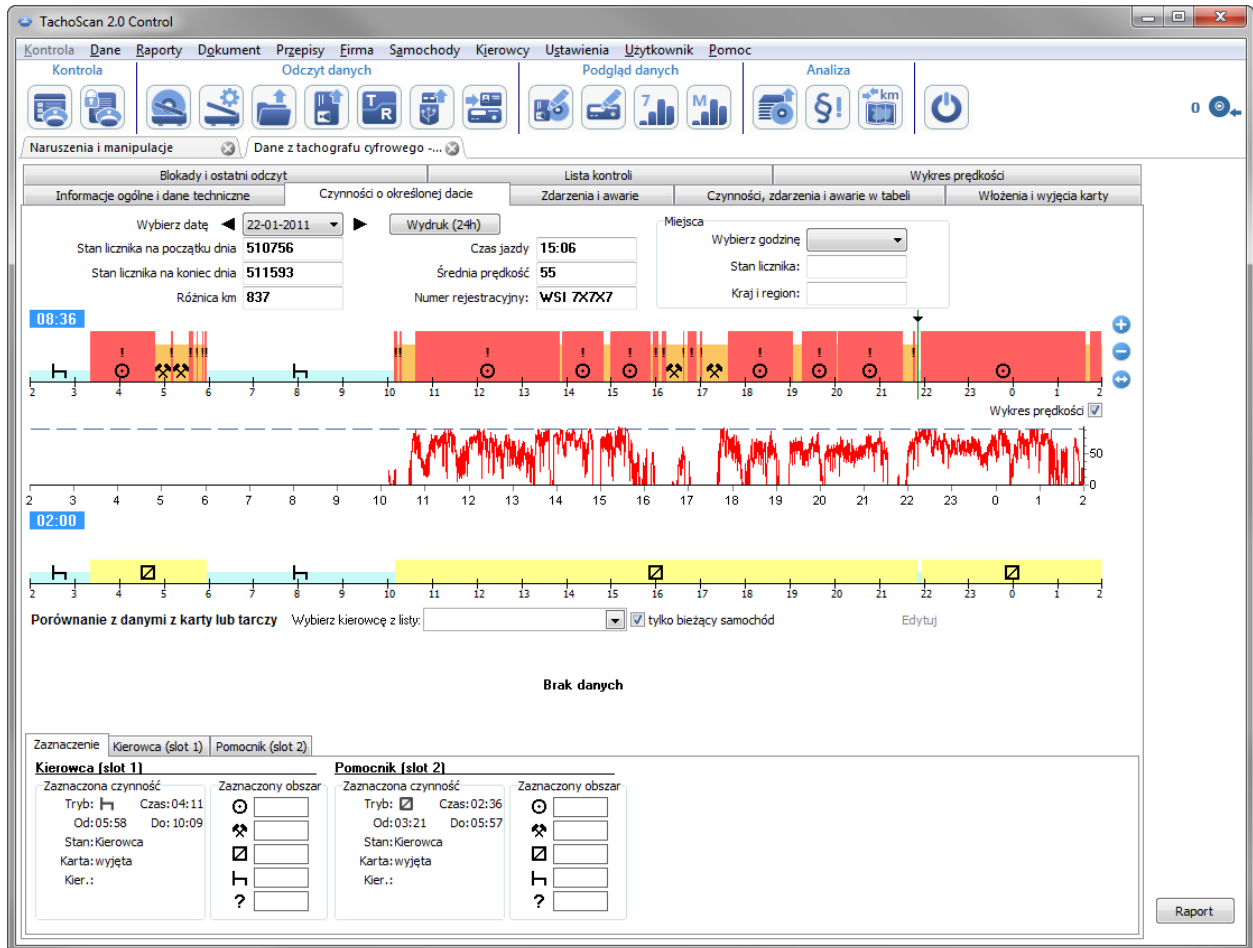 TachoScan 2.0 Control
Kontrola Dane Raporty Dokument Przepisy Firma Samochody Kierowcy Ustawienia Użytkownik Pomoc
Kontrola Odczyt danych Podgląd danych Analiza
T R 7 M §! km 0
Naruszenia i manipulacje Dane z tachografu cyfrowego -...
Blokady i ostatni odczyt Lista kontroli Wykres prędkości
Informacje ogólne i dane techniczne Czynności o określonej dacie Zdarzenia i awarie Czynności, zdarzenia i awarie w tabeli Włożenia i wyjęcia karty
Wybierz datę 22-01-2011 Wydruk (24h) Miejsca
Wybierz godzinę
Stan licznika na początku dnia 510756 Czas jazdy 15:06
Stan licznika na koniec dnia 511593 Średnia prędkość 55 Stan licznika:
Różnica km 837 Numer rejestracyjny: WSI 7X7X7 Kraj i region:
08:36
! ! !!!! !! ! ! ! !! ! ! ! ! ! !
2 3 4 5 6 7 8 9 10 11 12 13 14 15 16 17 18 19 20 21 22 23 0 1 2
Wykres prędkości
50
0
2 3 4 5 6 7 8 9 10 11 12 13 14 15 16 17 18 19 20 21 22 23 0 1 2
02:00
2 3 4 5 6 7 8 9 10 11 12 13 14 15 16 17 18 19 20 21 22 23 0 1 2
Porównanie z danymi z karty lub tarczy Wybierz kierowcę z listy: tylko bieżący samochód Edytuj
Brak danych
Zaznaczenie Kierowca (slot 1) Pomocnik (slot 2)
Kierowca (slot 1) Pomocnik (slot 2)
Zaznaczona czynność Zaznaczony obszar Zaznaczona czynność Zaznaczony obszar
Tryb: Czas: 04:11 Tryb: Czas: 02:36
Od: 05:58 Do: 10:09 Od: 03:21 Do: 05:57
Stan: Kierowca Stan: Kierowca
Karta: wyjęta Karta: wyjęta
Kier.: Kier.:
? ?
Raport